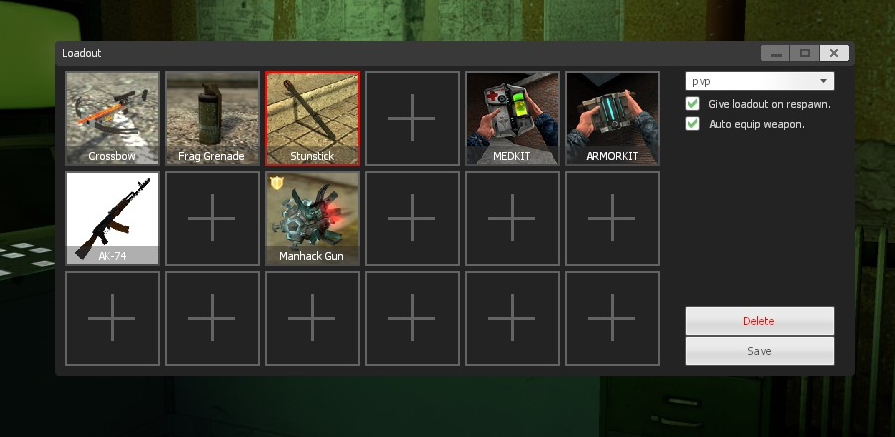 Loadout
Crossbow
Frag Grenade
Stunstick
MEDKIT
ARMORKIT
pvp
Give loadout on respawn.
Auto equip weapon.
AK-74
Manhack Gun
Delete
Save